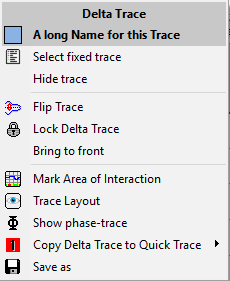 Delta Trace
A long Name for this Trace
Select fixed trace
Hide trace
Flip Trace
Lock Delta Trace
Bring to front
Mark Area of Interaction
Trace Layout
Φ Show phase-trace
1 Copy Delta Trace to Quick Trace
Save as